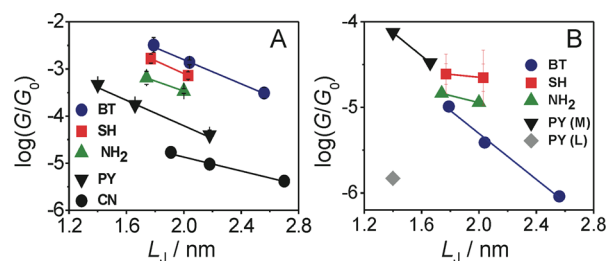 A
log(G/G0)
-2
-3
-4
-5
-6
BT
SH
NH2
PY
CN
1.2 1.6 2.0 2.4 2.8
LJ / nm
B
log(G/G0)
-4
-5
-6
BT
SH
NH2
PY (M)
PY (L)
1.2 1.6 2.0 2.4 2.8
LJ / nm